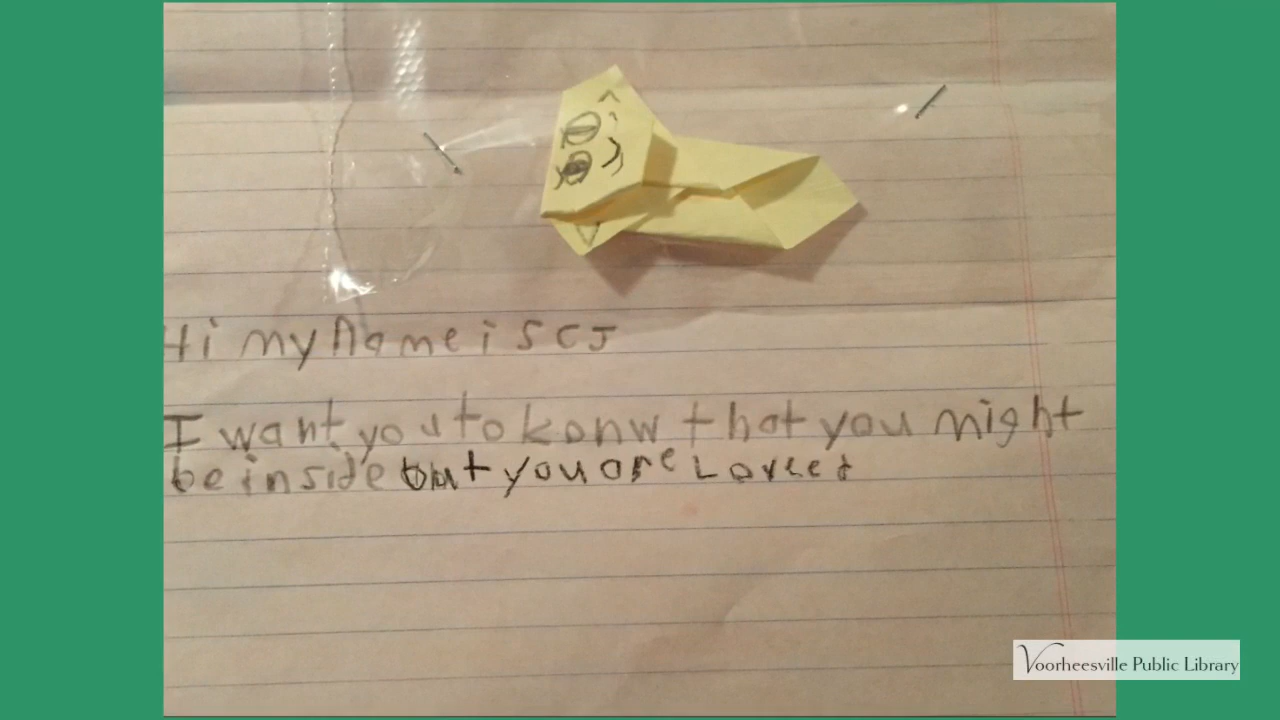 Hi my name is CJ
I want you to konw that you might
be inside but you are Loveed
Voorheesville Public Library